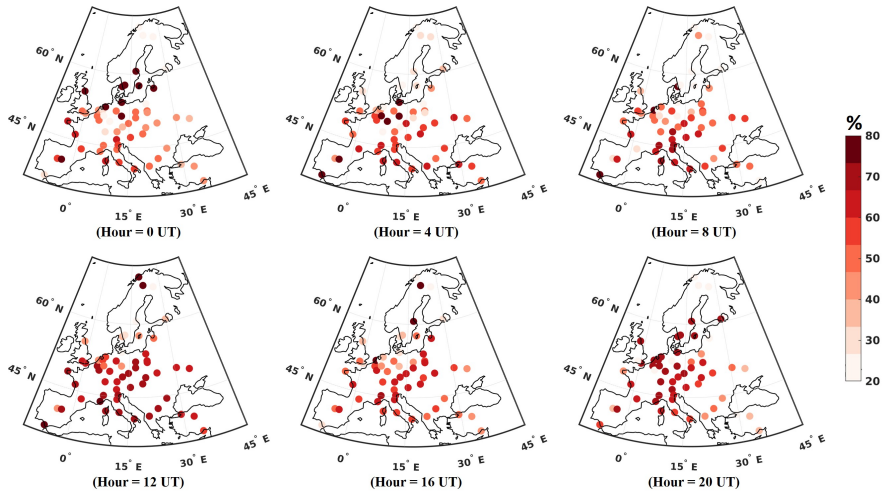 60° N
45° N
0°
15° E
30° E
45° E
(Hour = 0 UT)
60° N
45° N
0°
15° E
30° E
45° E
(Hour = 4 UT)
60° N
45° N
0°
15° E
30° E
45° E
(Hour = 8 UT)
%
80
70
60
50
40
30
20
60° N
45° N
0°
15° E
30° E
45° E
(Hour = 12 UT)
60° N
45° N
0°
15° E
30° E
45° E
(Hour = 16 UT)
60° N
45° N
0°
15° E
30° E
45° E
(Hour = 20 UT)